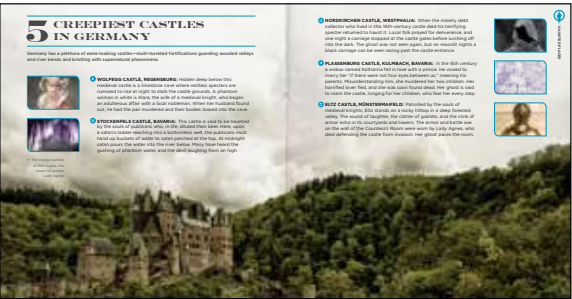 5 CREEPIEST CASTLES
IN GERMANY
Germany has a plethora of eerie-looking castles—multi-turreted fortifications guarding wooded valleys
and river bends and bristling with supernatural phenomena.
WOLFSEGG CASTLE, REGENSBURG: Hidden deep below this
medieval castle is a limestone cave where restless specters are
rumored to rise at night to stalk the castle grounds. A phantom
woman in white is Klara, the wife of a medieval knight, who began
an adulterous affair with a local nobleman. When her husband found
out, he had the pair murdered and their bodies tossed into the cave.
STOCKENFELS CASTLE, BAVARIA: This castle is said to be haunted
by the souls of publicans who, in life, diluted their beer. Here, upon
a satan's ladder reaching into a bottomless well, the publicans must
hand up buckets of water to satan perched at the top. At midnight
satan pours the water into the river below. Many have heard the
gushing of phantom water, and the devil laughing from on high.
The craggy outline
of Eltz Castle, the
haunt of warlike
Lady Agnes
NORDKIRCHEN CASTLE, WESTPHALIA: When the miserly debt
collector who lived in this 16th-century castle died his terrifying
specter returned to haunt it. Local folk prayed for deliverance, and
one night a carriage stopped at the castle gates before lurching off
into the dark. The ghost was not seen again, but on moonlit nights a
black carriage can be seen racing past the castle entrance.
PLASSENBURG CASTLE, KULMBACH, BAVARIA: In the 15th century
a widow named Katharina fell in love with a prince. He vowed to
marry her "if there were not four eyes between us," meaning his
parents. Misunderstanding him, she murdered her two children. Her
horrified lover fled, and she was soon found dead. Her ghost is said
to roam the castle, longing for her children, who fear her every step.
ELTZ CASTLE, MÜNSTERMAIFELD: Patrolled by the souls of
medieval knights, Eltz stands on a rocky hilltop in a deep forested
valley. The sound of laughter, the clatter of goblets, and the clink of
armor echo in its courtyards and towers. The armor and battle axe
on the wall of the Countess's Room were worn by Lady Agnes, who
died defending the castle from invasion. Her ghost paces the room.